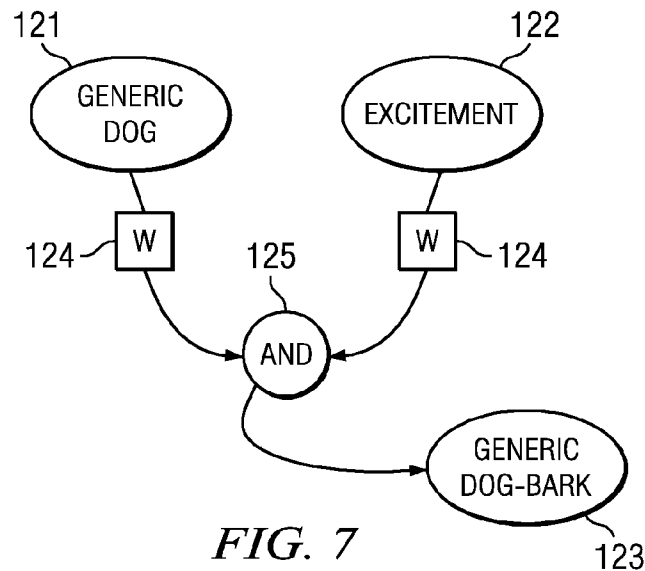 121
122
GENERIC
DOG
EXCITEMENT
124
W
W
124
125
AND
GENERIC
DOG-BARK
123
FIG. 7